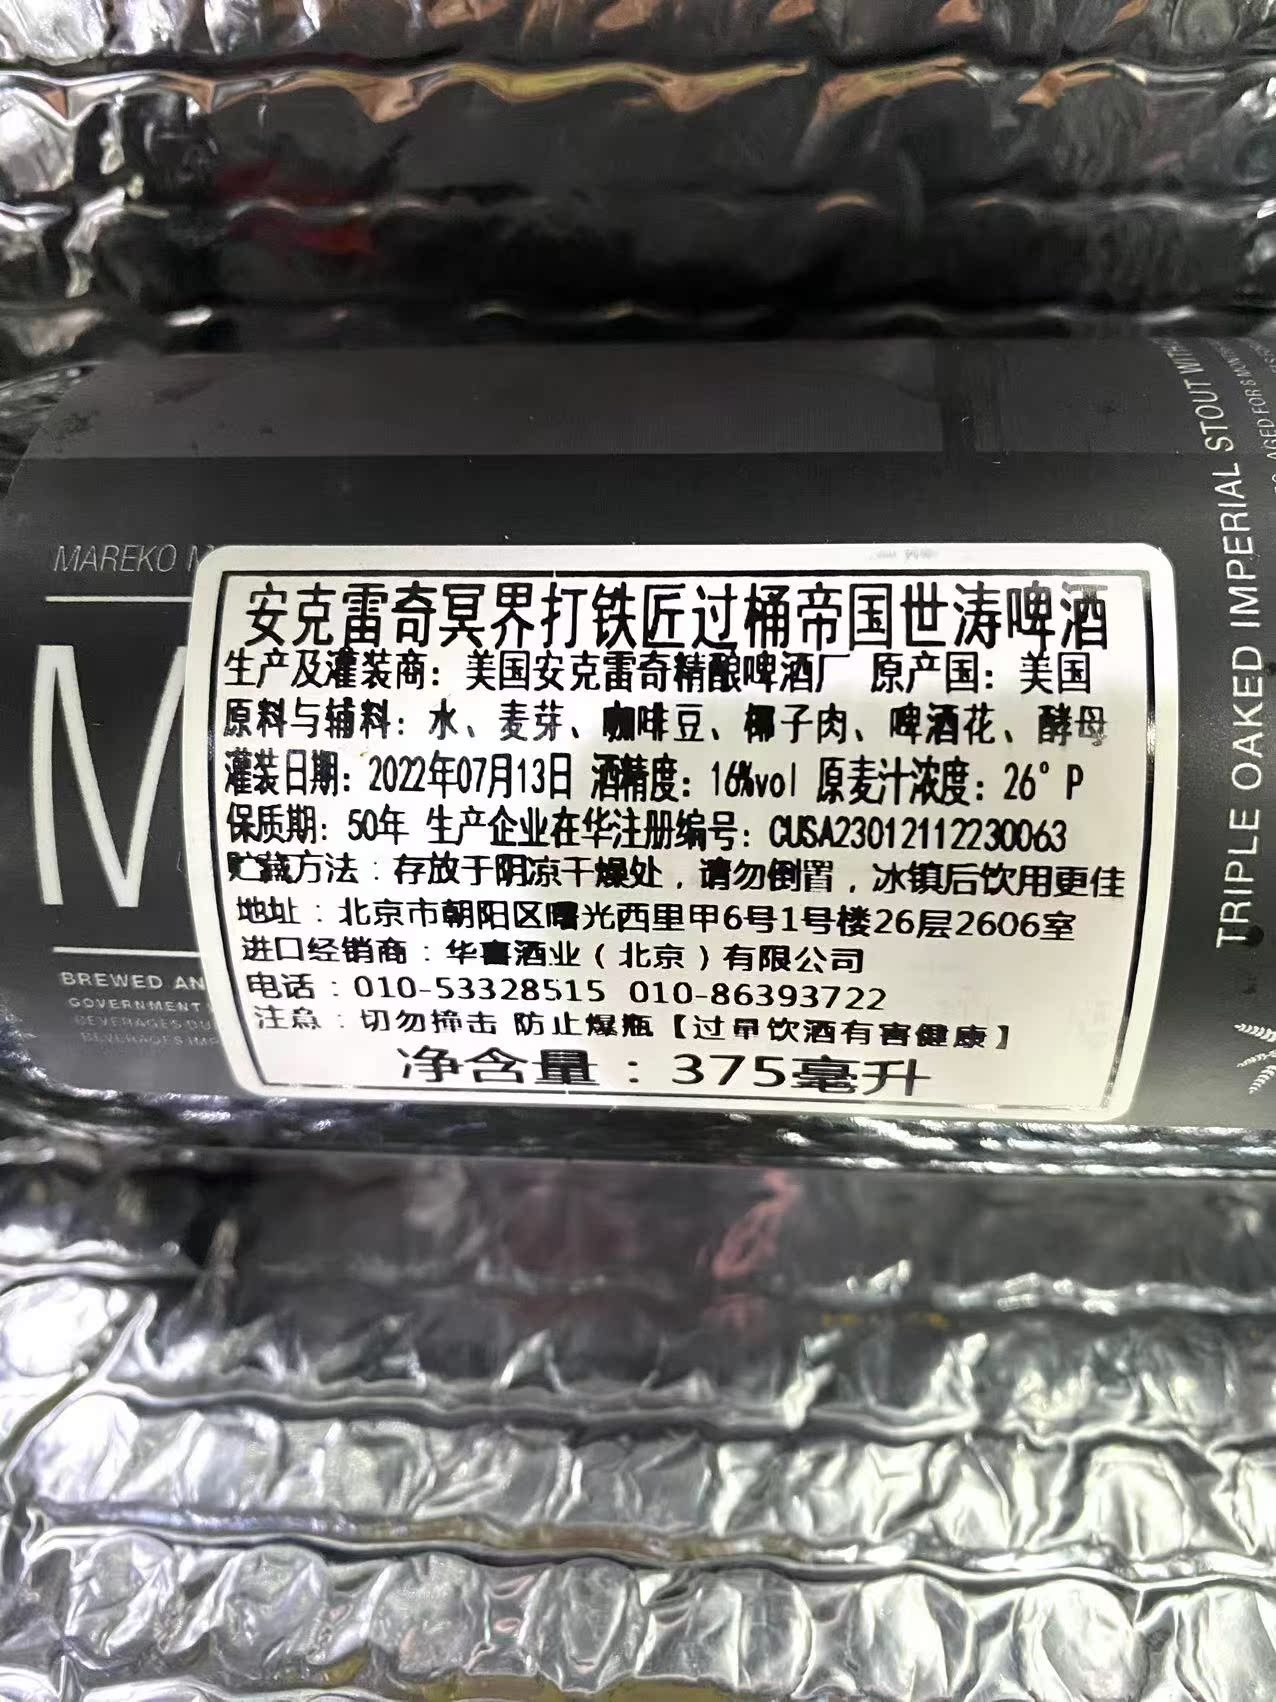 MAREKO
M
BREWED AN
GOVERNMENT
BEVERAGES DU
BEVERAGES IMP
安克雷奇冥界打铁匠过桶帝国世涛啤酒
生产及灌装商：美国安克雷奇精酿啤酒厂 原产国：美国
原料与辅料：水、麦芽、咖啡豆、椰子肉、啤酒花、酵母
灌装日期：2022年07月13日 酒精度：16%vol 原麦汁浓度：26°P
保质期：50年 生产企业在华注册编号：CUSA23012112230063
贮藏方法：存放于阴凉干燥处，请勿倒置，冰镇后饮用更佳
地址：北京市朝阳区曙光西里甲6号1号楼26层2606室
进口经销商：华喜酒业（北京）有限公司
电话：010-53328515 010-86393722
注意：切勿撞击 防止爆瓶【过量饮酒有害健康】
净含量：375毫升
TRIPLE OAKED IMPERIAL STOUT WITH
AGED FOR 8 MON